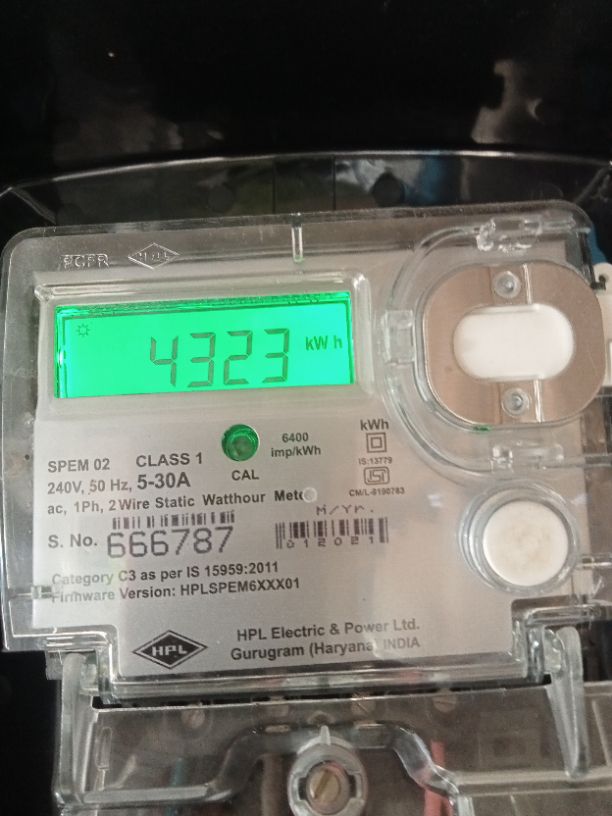 HPL
4323 kWh
6400
imp/kWh
CAL
kWh
IS:13779
ISI
CM/L-8190783
SPEM 02 CLASS 1
240V, 50 Hz, 5-30A
ac, 1Ph, 2 Wire Static Watthour Meter
M/Yr.
S. No. 666787
012021
Category C3 as per IS 15959:2011
Firmware Version: HPLSPEM6XXX01
HPL
HPL Electric & Power Ltd.
Gurugram (Haryana) INDIA